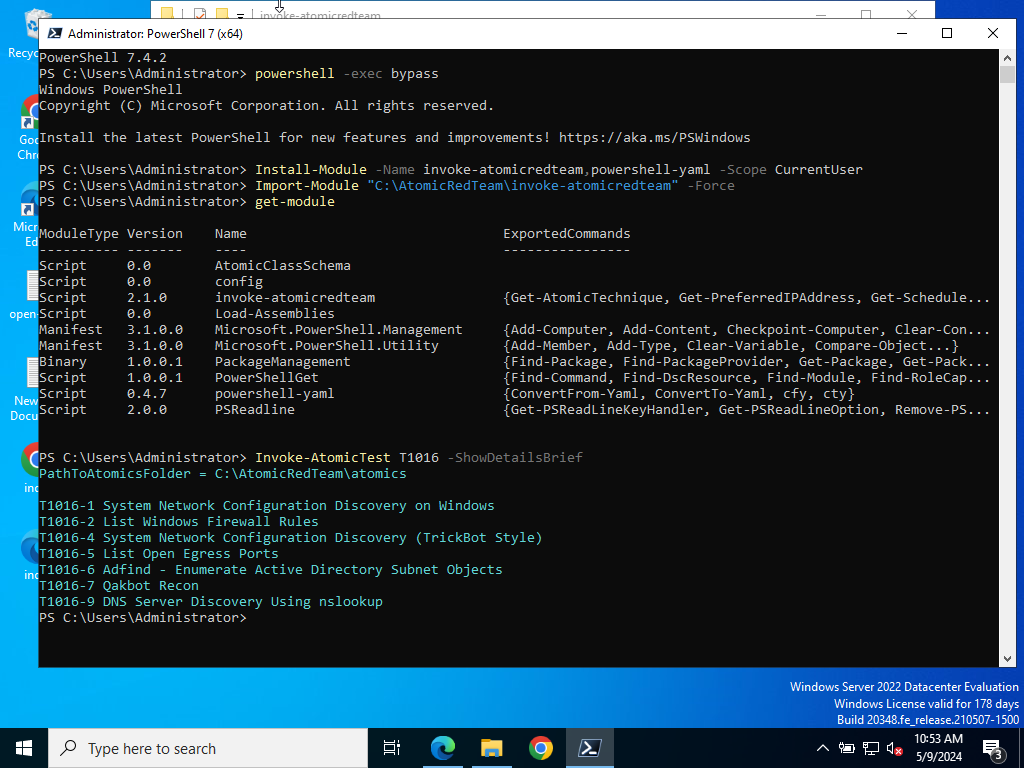 invoke-atomicredteam
Administrator: PowerShell 7 (x64)
PowerShell 7.4.2
PS C:\Users\Administrator> powershell -exec bypass
Windows PowerShell
Copyright (C) Microsoft Corporation. All rights reserved.
Install the latest PowerShell for new features and improvements! https://aka.ms/PSWindows
PS C:\Users\Administrator> Install-Module -Name invoke-atomicredteam,powershell-yaml -Scope CurrentUser
PS C:\Users\Administrator> Import-Module "C:\AtomicRedTeam\invoke-atomicredteam" -Force
PS C:\Users\Administrator> get-module
ModuleType Version    Name                                ExportedCommands
---------- -------    ----                                ----------------
Script     0.0        AtomicClassSchema
Script     0.0        config
Script     2.1.0      invoke-atomicredteam                {Get-AtomicTechnique, Get-PreferredIPAddress, Get-Schedule...
Script     0.0        Load-Assemblies
Manifest   3.1.0.0    Microsoft.PowerShell.Management     {Add-Computer, Add-Content, Checkpoint-Computer, Clear-Con...
Manifest   3.1.0.0    Microsoft.PowerShell.Utility        {Add-Member, Add-Type, Clear-Variable, Compare-Object...}
Binary     1.0.0.1    PackageManagement                   {Find-Package, Find-PackageProvider, Get-Package, Get-Pack...
Script     1.0.0.1    PowerShellGet                       {Find-Command, Find-DscResource, Find-Module, Find-RoleCap...
Script     0.4.7      powershell-yaml                     {ConvertFrom-Yaml, ConvertTo-Yaml, cfy, cty}
Script     2.0.0      PSReadline                          {Get-PSReadLineKeyHandler, Get-PSReadLineOption, Remove-PS...
PS C:\Users\Administrator> Invoke-AtomicTest T1016 -ShowDetailsBrief
PathToAtomicsFolder = C:\AtomicRedTeam\atomics
T1016-1 System Network Configuration Discovery on Windows
T1016-2 List Windows Firewall Rules
T1016-4 System Network Configuration Discovery (TrickBot Style)
T1016-5 List Open Egress Ports
T1016-6 Adfind - Enumerate Active Directory Subnet Objects
T1016-7 Qakbot Recon
T1016-9 DNS Server Discovery Using nslookup
PS C:\Users\Administrator>
Recyc
Goo
Chr
Micr
Ed
open-
New
Docu
ind
ind
Windows Server 2022 Datacenter Evaluation
Windows License valid for 178 days
Build 20348.fe_release.210507-1500
Type here to search
10:53 AM
5/9/2024
3